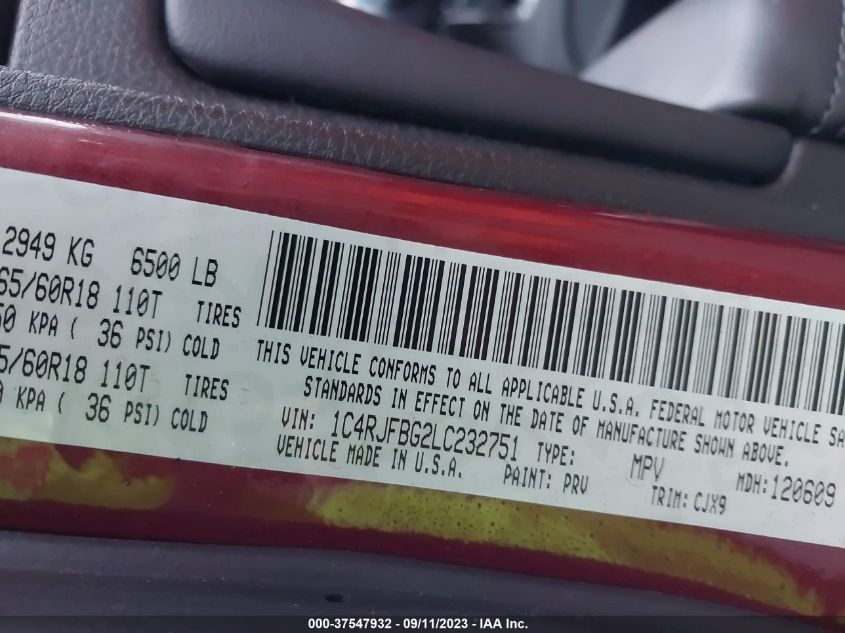 2949 KG 6500 LB
65/60R18 110T TIRES
50 KPA ( 36 PSI) COLD
5/60R18 110T TIRES
0 KPA ( 36 PSI) COLD
THIS VEHICLE CONFORMS TO ALL APPLICABLE U.S.A. FEDERAL MOTOR VEHICLE SA
STANDARDS IN EFFECT ON THE DATE OF MANUFACTURE SHOWN ABOVE.
VIN: 1C4RJFBG2LC232751 TYPE: MPV MDH:120609
VEHICLE MADE IN U.S.A. PAINT: PRV TRIM: CJX9
000-37547932 - 09/11/2023 - IAA Inc.